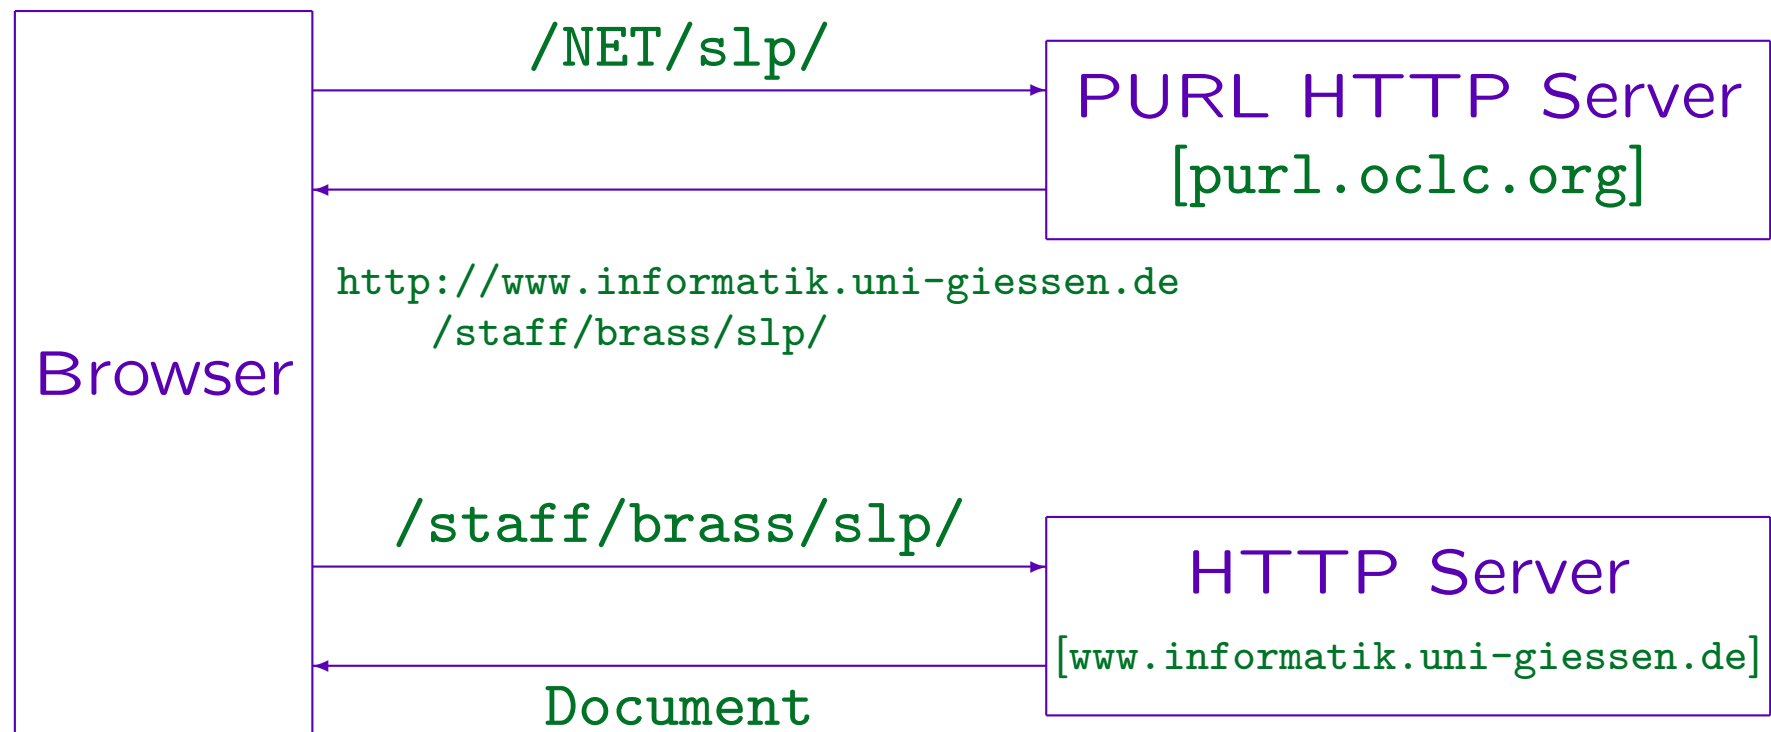 /NET/slp/
PURL HTTP Server
[purl.oclc.org]
http://www.informatik.uni-giessen.de
/staff/brass/slp/
Browser
/staff/brass/slp/
HTTP Server
[www.informatik.uni-giessen.de]
Document